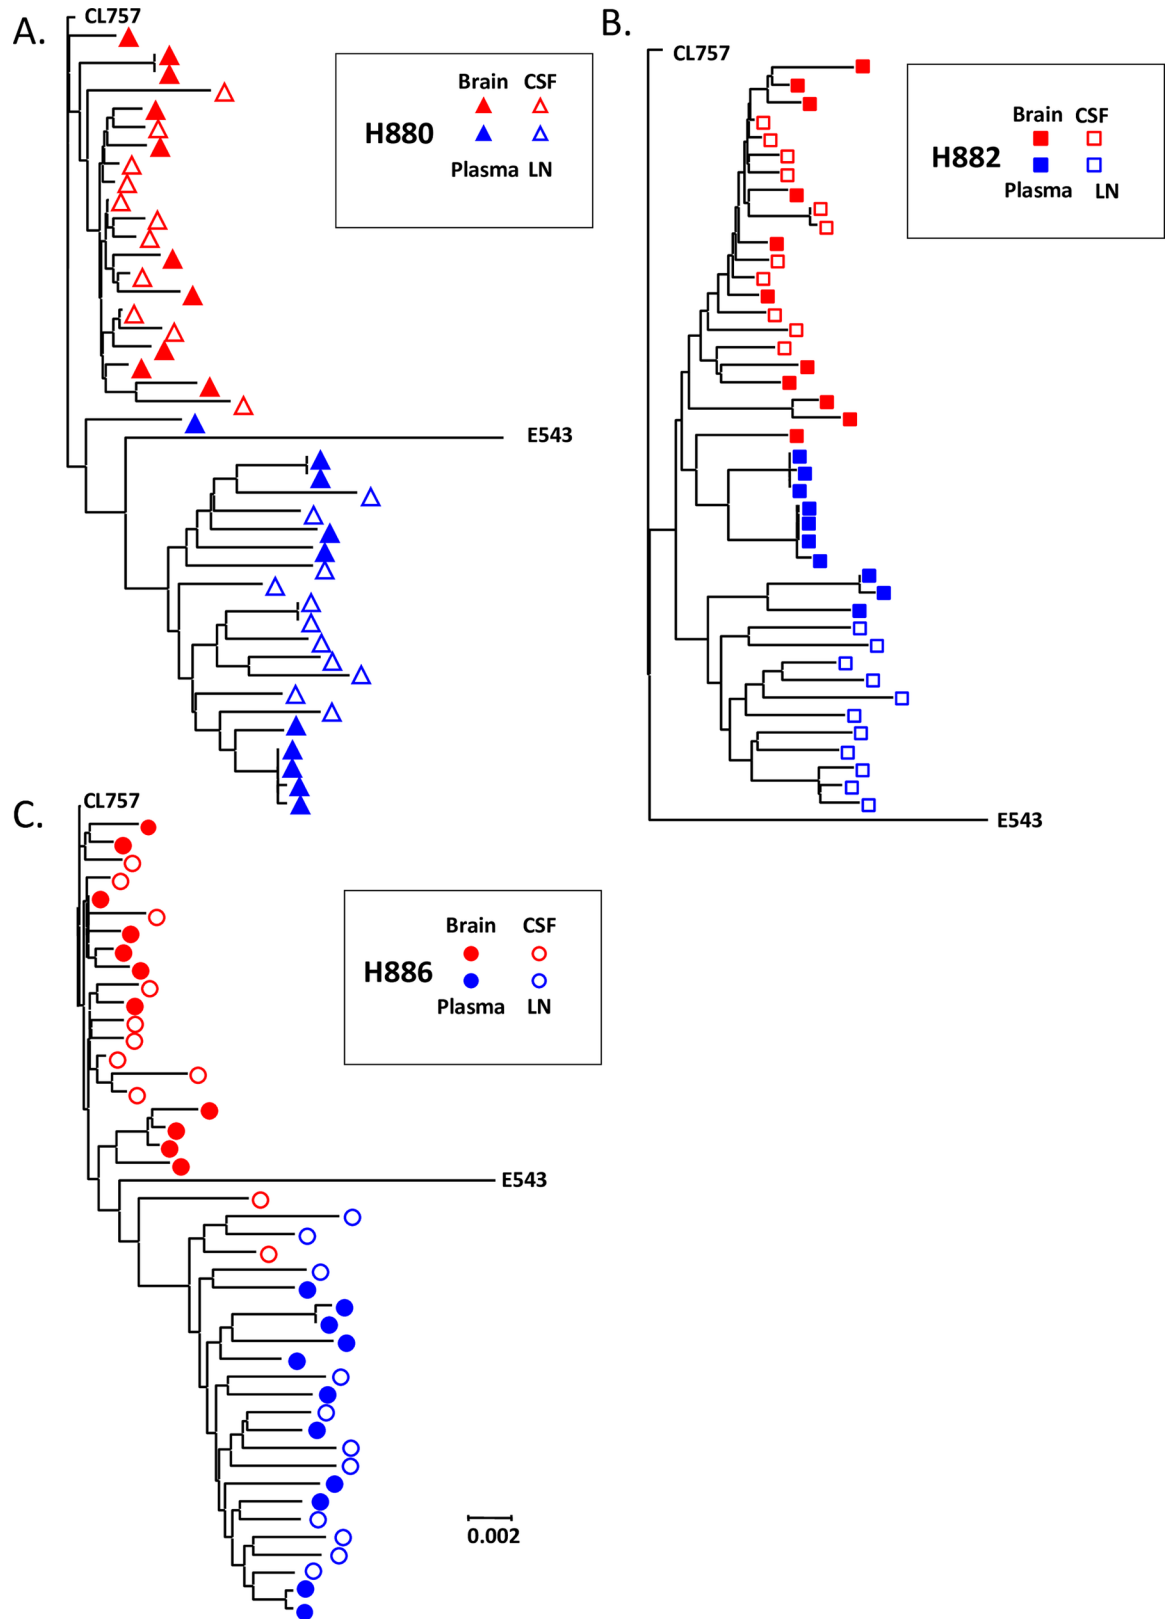 A.
CL757
Brain CSF
H880
Plasma LN
E543
B.
CL757
Brain CSF
H882
Plasma LN
E543
C.
CL757
Brain CSF
H886
Plasma LN
E543
0.002